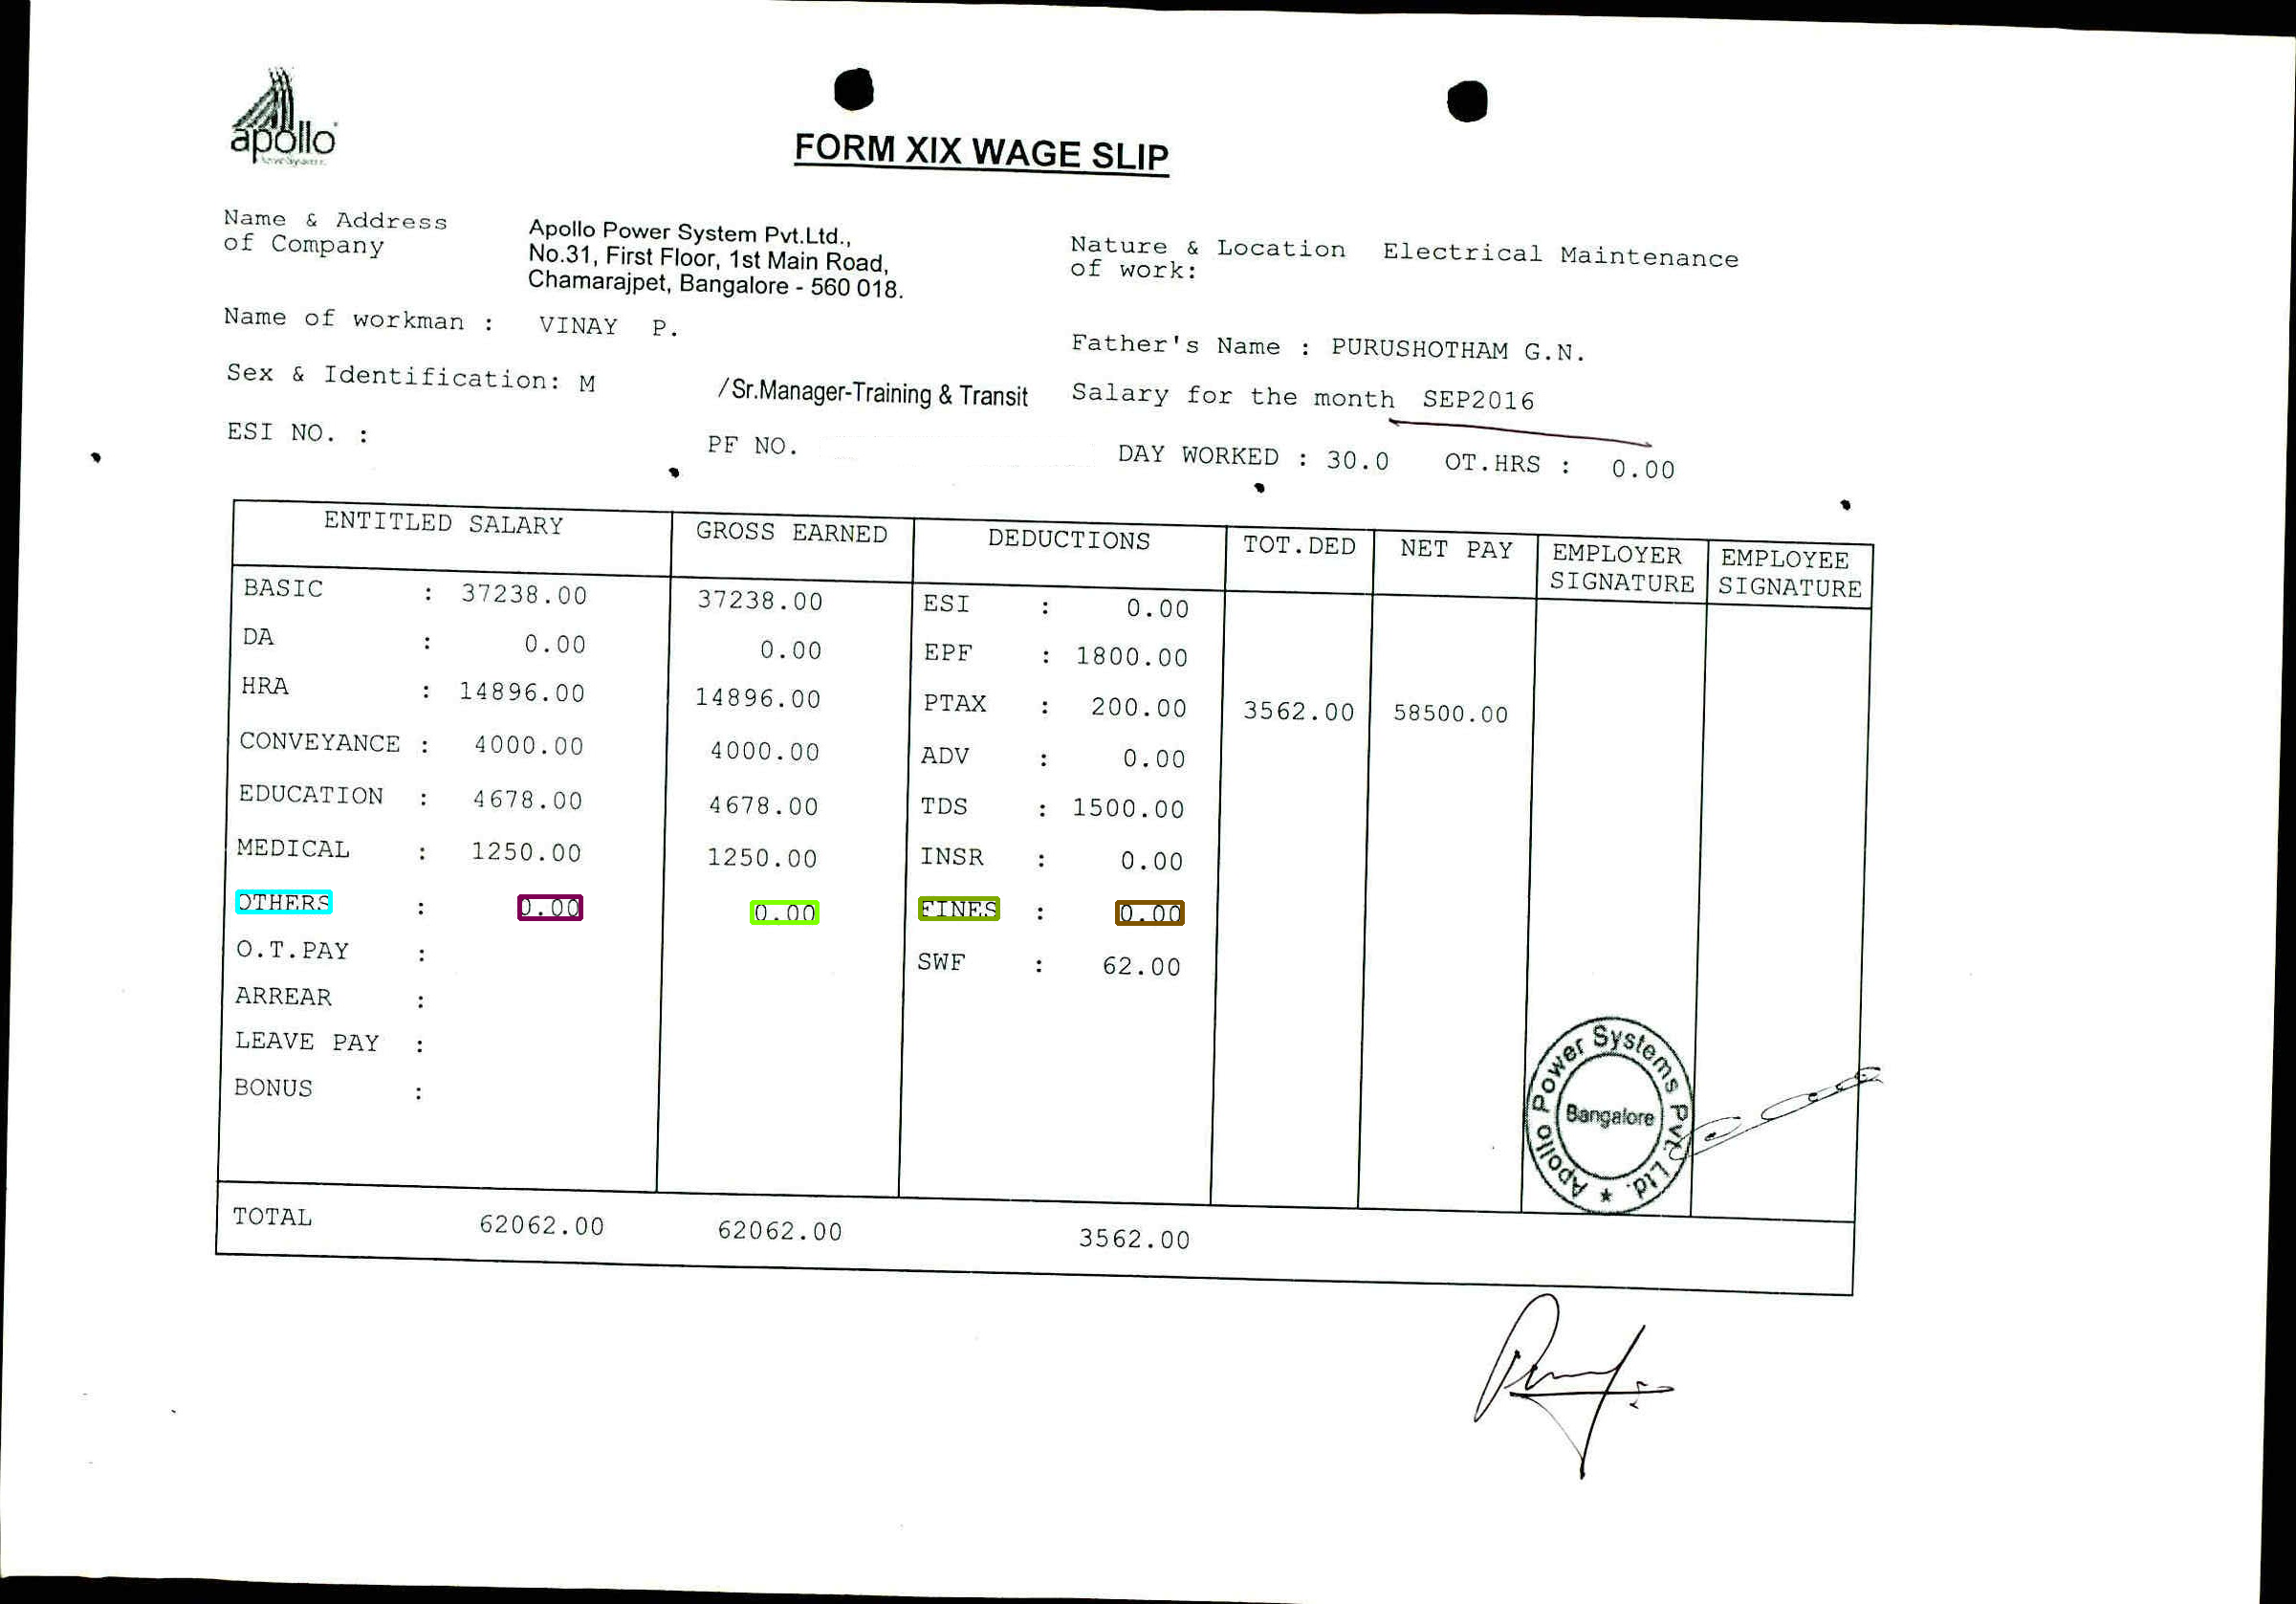 apollo
FORM XIX WAGE SLIP
Name & Address of Company
Apollo Power System Pvt.Ltd.,
No.31, First Floor, 1st Main Road,
Chamarajpet, Bangalore - 560 018.
Nature & Location of work: Electrical Maintenance
Name of workman : VINAY P.
Father's Name : PURUSHOTHAM G.N.
Sex & Identification: M /Sr.Manager-Training & Transit
Salary for the month SEP2016
ESI NO. : PF NO. DAY WORKED : 30.0 OT.HRS : 0.00
ENTITLED SALARY GROSS EARNED DEDUCTIONS TOT.DED NET PAY EMPLOYER SIGNATURE EMPLOYEE SIGNATURE
BASIC : 37238.00 37238.00 ESI : 0.00
DA : 0.00 0.00 EPF : 1800.00
HRA : 14896.00 14896.00 PTAX : 200.00 3562.00 58500.00
CONVEYANCE : 4000.00 4000.00 ADV : 0.00
EDUCATION : 4678.00 4678.00 TDS : 1500.00
MEDICAL : 1250.00 1250.00 INSR : 0.00
OTHERS : 0.00 0.00 FINES : 0.00
O.T.PAY : SWF : 62.00
ARREAR :
LEAVE PAY :
BONUS :
Apollo Power Systems Pvt. Ltd. ★
Bangalore
TOTAL 62062.00 62062.00 3562.00